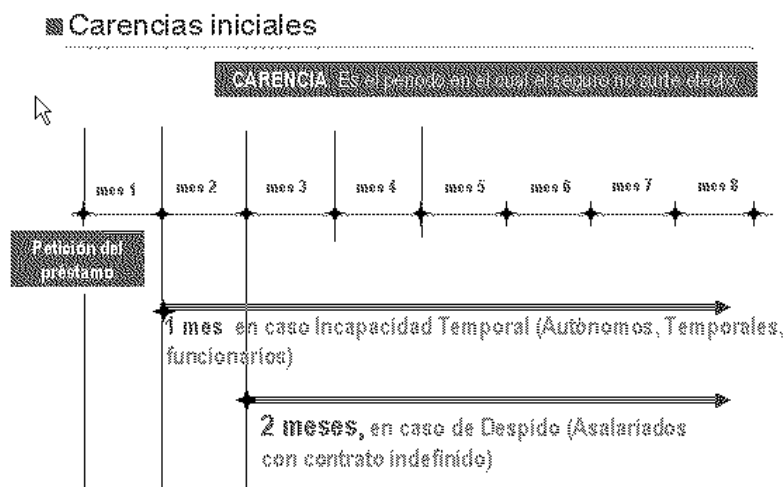 Carencias iniciales
CARENCIA Es el periodo en el cual el seguro no surte efecto
mes 1 mes 2 mes 3 mes 4 mes 5 mes 6 mes 7 mes 8
Petición del
préstamo
1 mes en caso Incapacidad Temporal (Autónomos, Temporales,
funcionarios)
2 meses, en caso de Despido (Asalariados
con contrato indefinido)